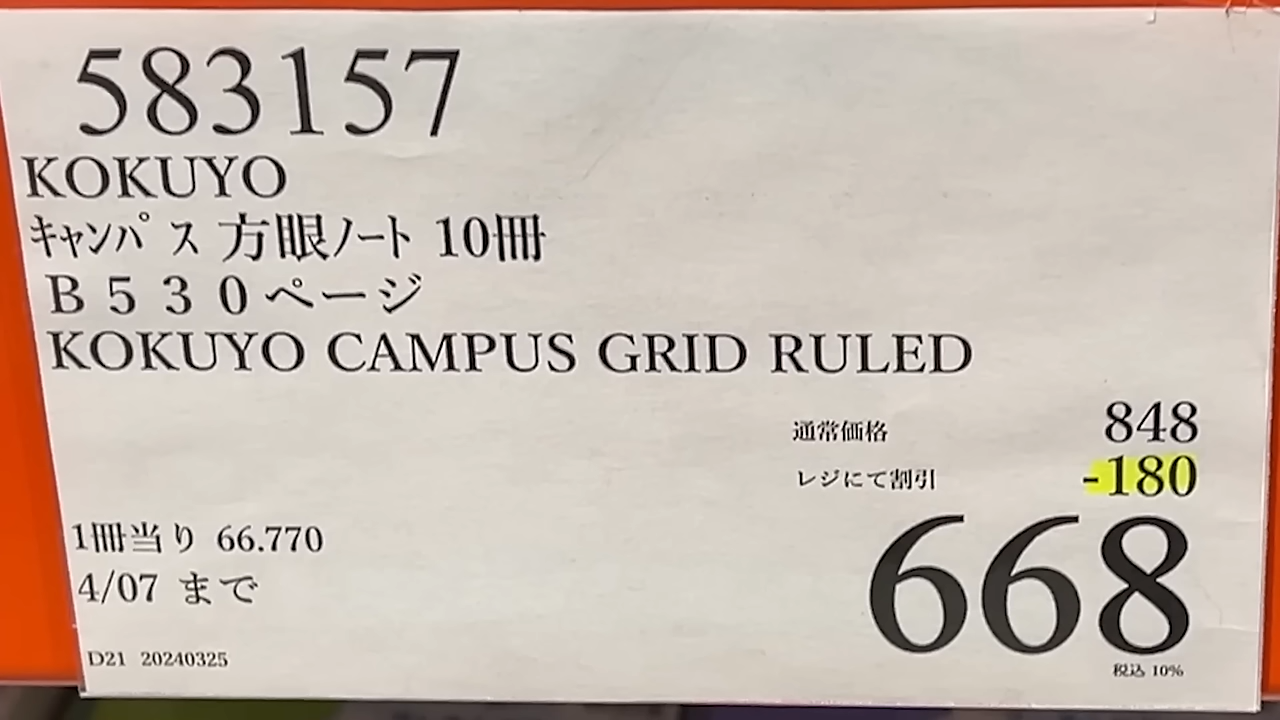 583157
KOKUYO
ｷｬﾝﾊﾟｽ 方眼ﾉｰﾄ 10冊
Ｂ５３０ページ
KOKUYO CAMPUS GRID RULED
通常価格 848
レジにて割引 -180
668
税込 10%
1冊当り 66.770
4/07 まで
D21 20240325